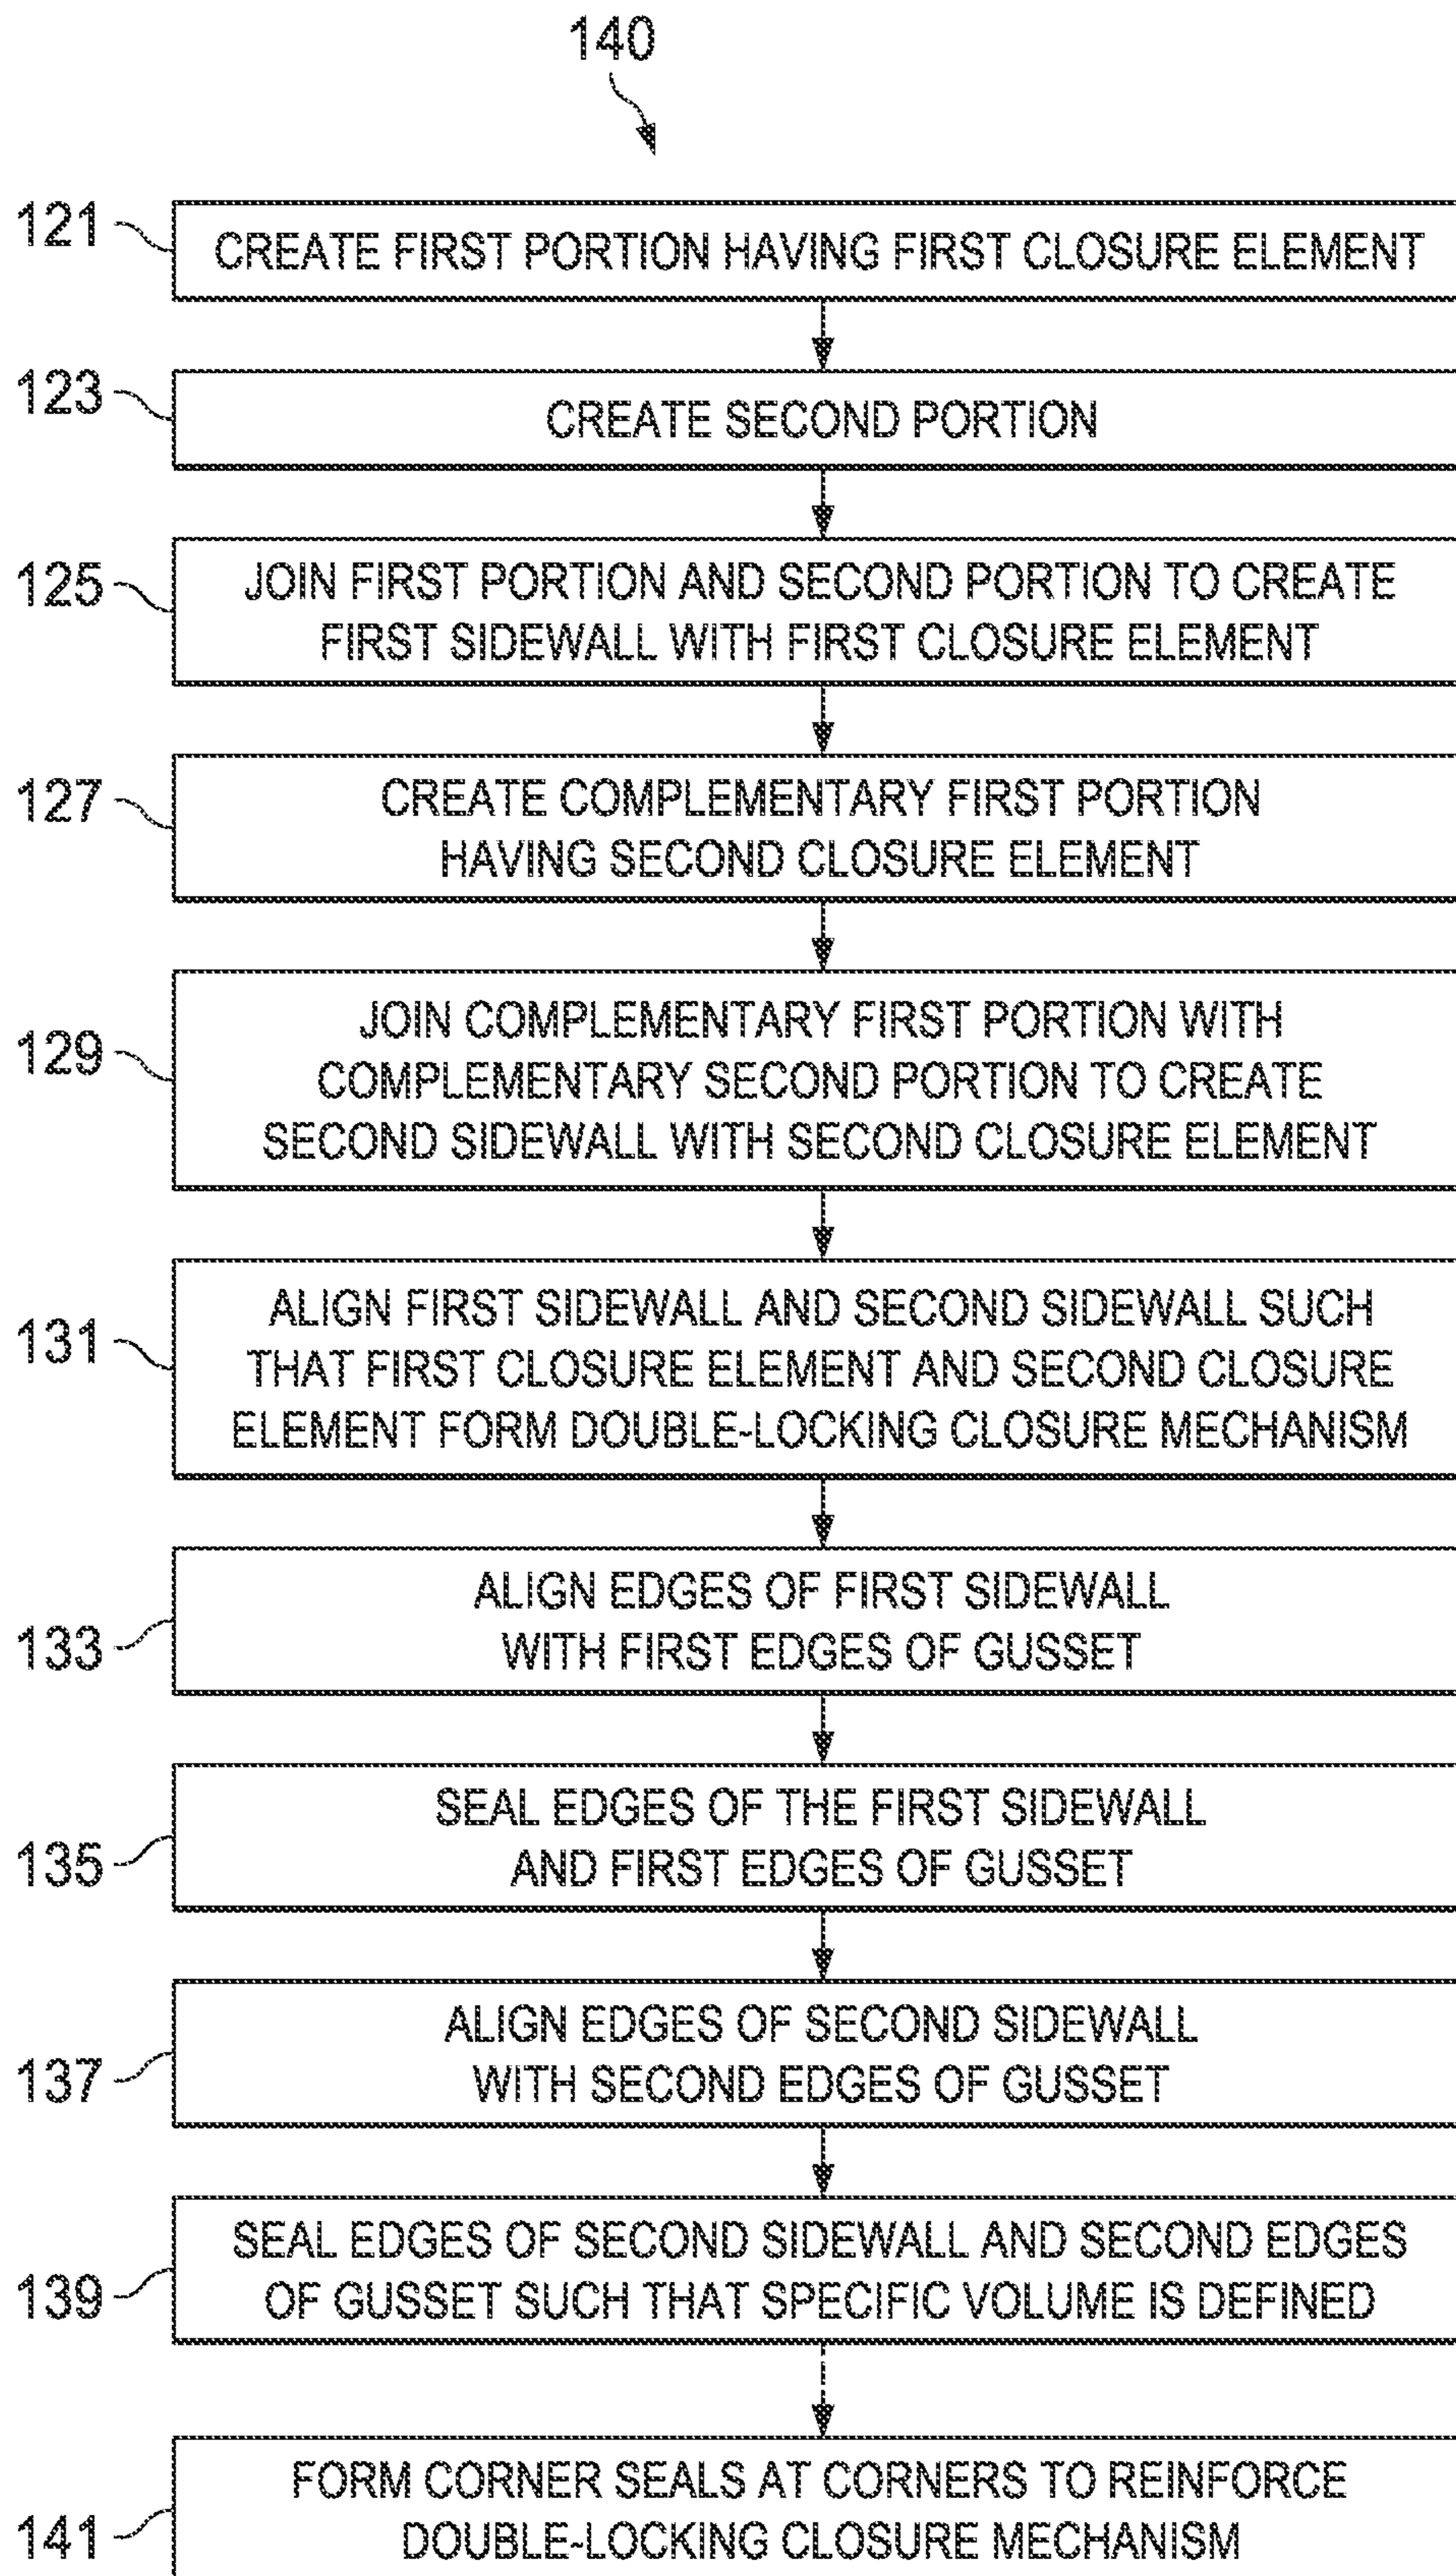 140
121
CREATE FIRST PORTION HAVING FIRST CLOSURE ELEMENT
123
CREATE SECOND PORTION
125
JOIN FIRST PORTION AND SECOND PORTION TO CREATE
FIRST SIDEWALL WITH FIRST CLOSURE ELEMENT
127
CREATE COMPLEMENTARY FIRST PORTION
HAVING SECOND CLOSURE ELEMENT
129
JOIN COMPLEMENTARY FIRST PORTION WITH
COMPLEMENTARY SECOND PORTION TO CREATE
SECOND SIDEWALL WITH SECOND CLOSURE ELEMENT
131
ALIGN FIRST SIDEWALL AND SECOND SIDEWALL SUCH
THAT FIRST CLOSURE ELEMENT AND SECOND CLOSURE
ELEMENT FORM DOUBLE-LOCKING CLOSURE MECHANISM
133
ALIGN EDGES OF FIRST SIDEWALL
WITH FIRST EDGES OF GUSSET
135
SEAL EDGES OF THE FIRST SIDEWALL
AND FIRST EDGES OF GUSSET
137
ALIGN EDGES OF SECOND SIDEWALL
WITH SECOND EDGES OF GUSSET
139
SEAL EDGES OF SECOND SIDEWALL AND SECOND EDGES
OF GUSSET SUCH THAT SPECIFIC VOLUME IS DEFINED
141
FORM CORNER SEALS AT CORNERS TO REINFORCE
DOUBLE-LOCKING CLOSURE MECHANISM